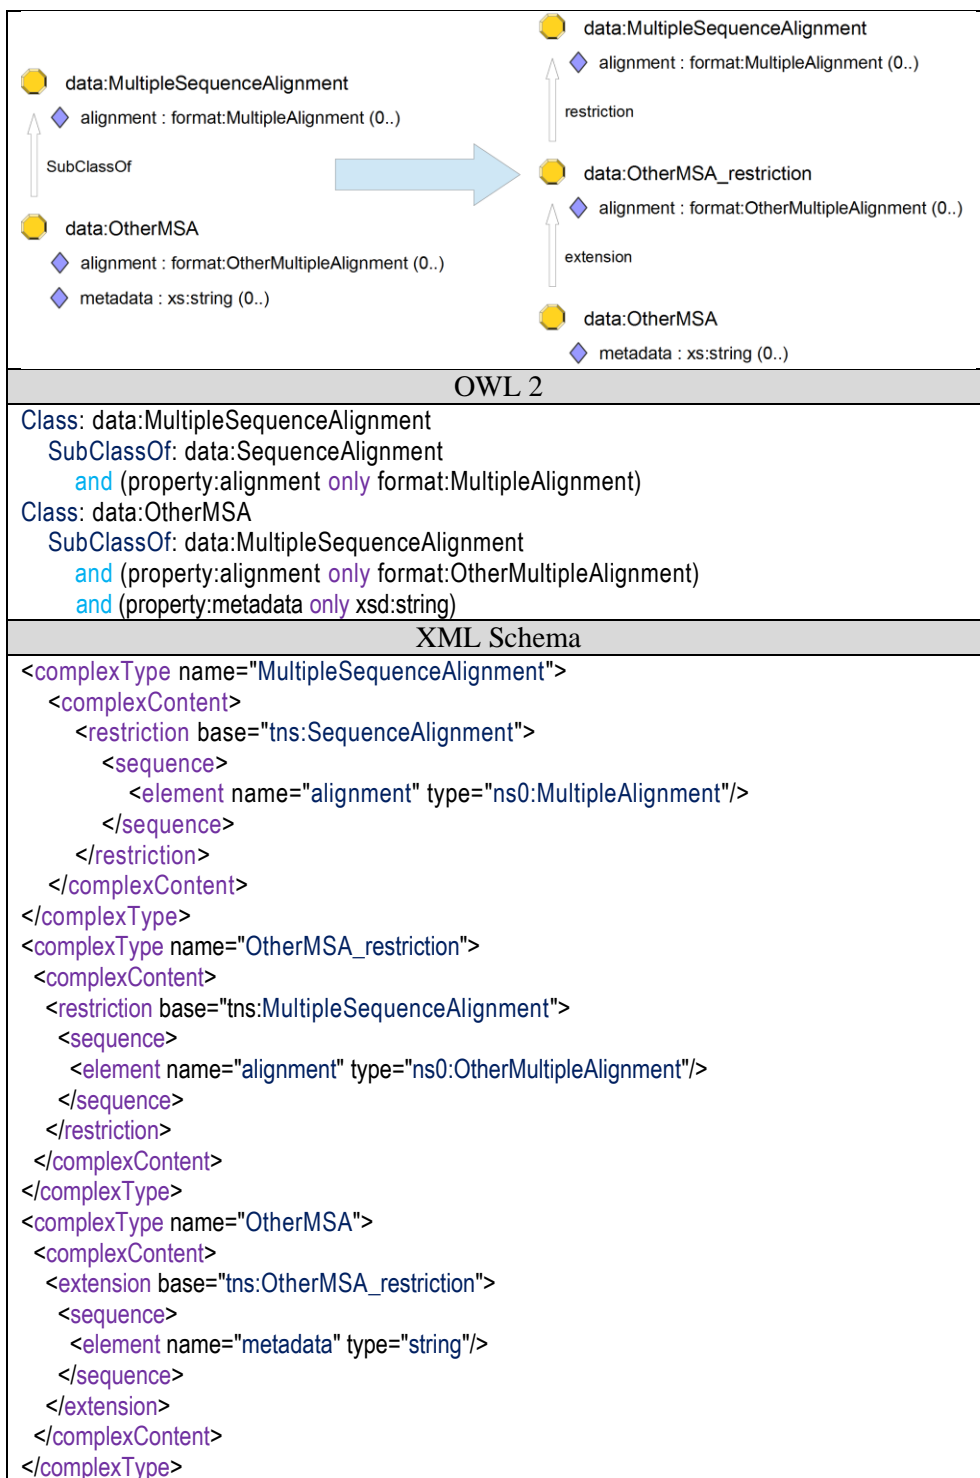 data:MultipleSequenceAlignment
alignment : format:MultipleAlignment (0..)
SubClassOf
data:OtherMSA
alignment : format:OtherMultipleAlignment (0..)
metadata : xs:string (0..)
data:MultipleSequenceAlignment
alignment : format:MultipleAlignment (0..)
restriction
data:OtherMSA_restriction
alignment : format:OtherMultipleAlignment (0..)
extension
data:OtherMSA
metadata : xs:string (0..)
OWL 2
Class: data:MultipleSequenceAlignment
SubClassOf: data:SequenceAlignment
and (property:alignment only format:MultipleAlignment)
Class: data:OtherMSA
SubClassOf: data:MultipleSequenceAlignment
and (property:alignment only format:OtherMultipleAlignment)
and (property:metadata only xsd:string)
XML Schema
<complexType name="MultipleSequenceAlignment">
<complexContent>
<restriction base="tns:SequenceAlignment">
<sequence>
<element name="alignment" type="ns0:MultipleAlignment"/>
</sequence>
</restriction>
</complexContent>
</complexType>
<complexType name="OtherMSA_restriction">
<complexContent>
<restriction base="tns:MultipleSequenceAlignment">
<sequence>
<element name="alignment" type="ns0:OtherMultipleAlignment"/>
</sequence>
</restriction>
</complexContent>
</complexType>
<complexType name="OtherMSA">
<complexContent>
<extension base="tns:OtherMSA_restriction">
<sequence>
<element name="metadata" type="string"/>
</sequence>
</extension>
</complexContent>
</complexType>